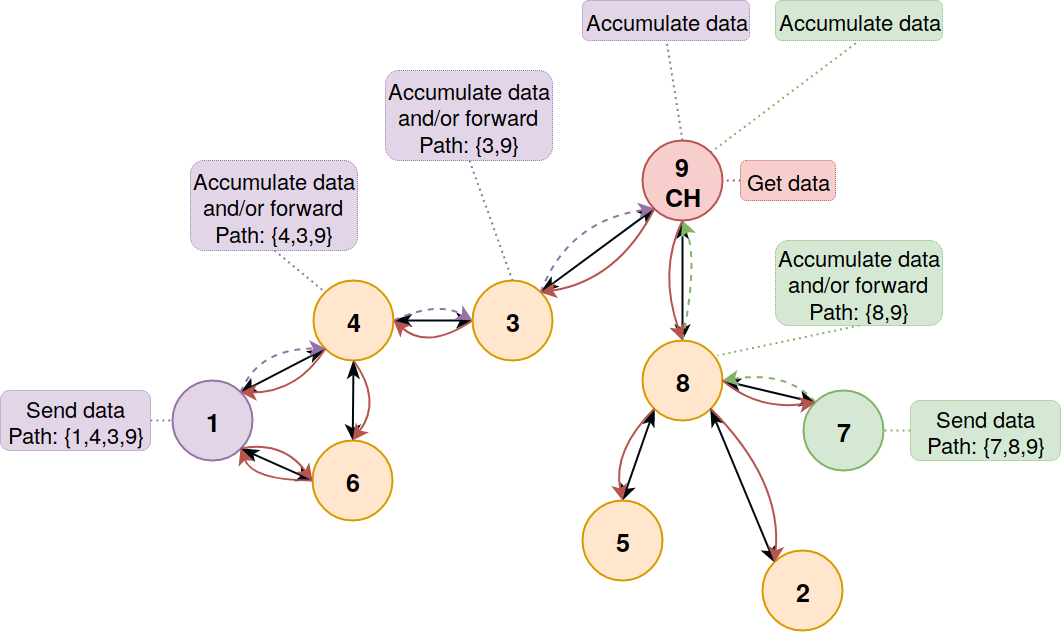 Accumulate data
Accumulate data
Accumulate data
and/or forward
Path: {3,9}
9
CH
Get data
Accumulate data
and/or forward
Path: {4,3,9}
Accumulate data
and/or forward
Path: {8,9}
4
3
8
Send data
Path: {1,4,3,9}
1
7
Send data
Path: {7,8,9}
6
5
2